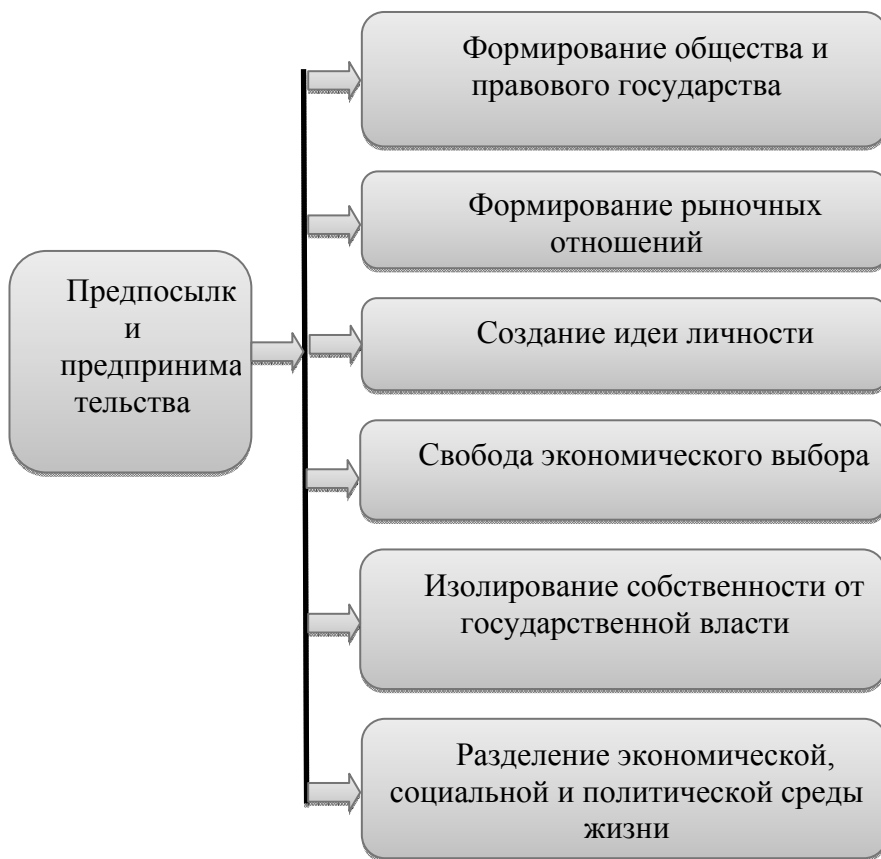 Предпосылк
и
предпринима
тельства
Формирование общества и
правового государства
Формирование рыночных
отношений
Создание идеи личности
Свобода экономического выбора
Изолирование собственности от
государственной власти
Разделение экономической,
социальной и политической среды
жизни